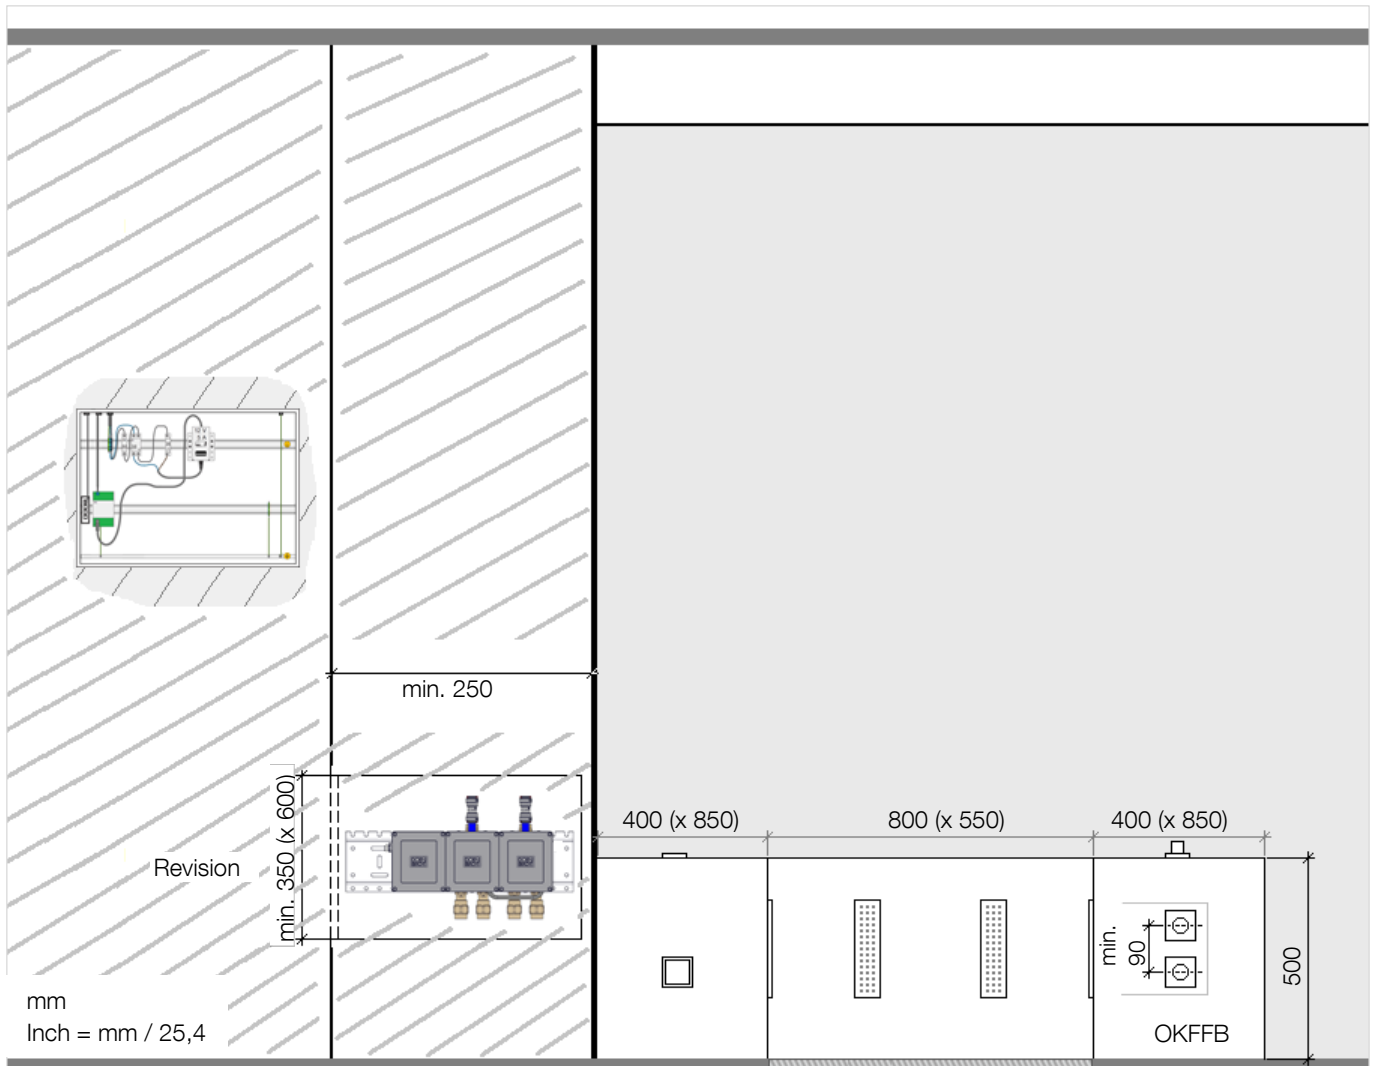 min. 250
400 (x 850)
800 (x 550)
400 (x 850)
min. 350 (x 600)
Revision
min.
90
500
mm
Inch = mm / 25,4
OKFFB